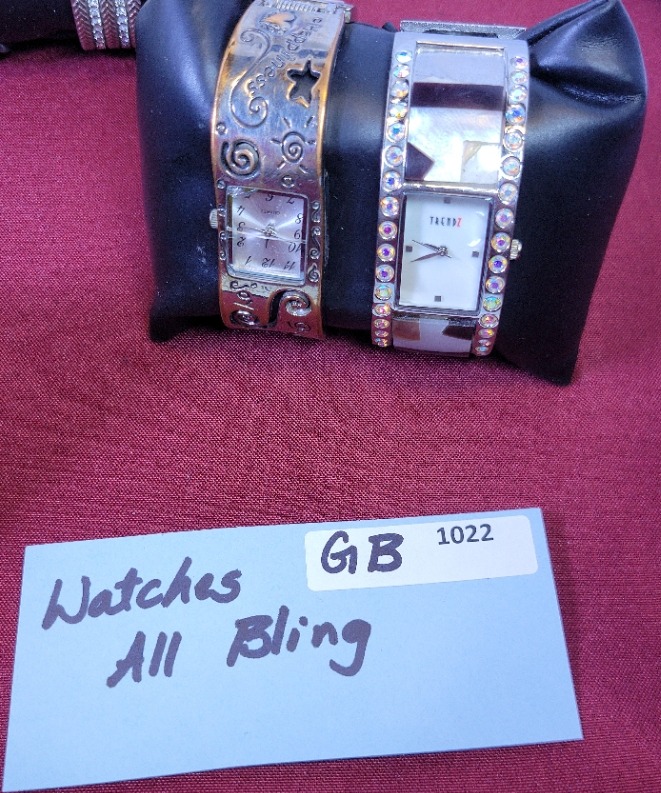 TRENDZ
GB 1022
Watches
All Bling